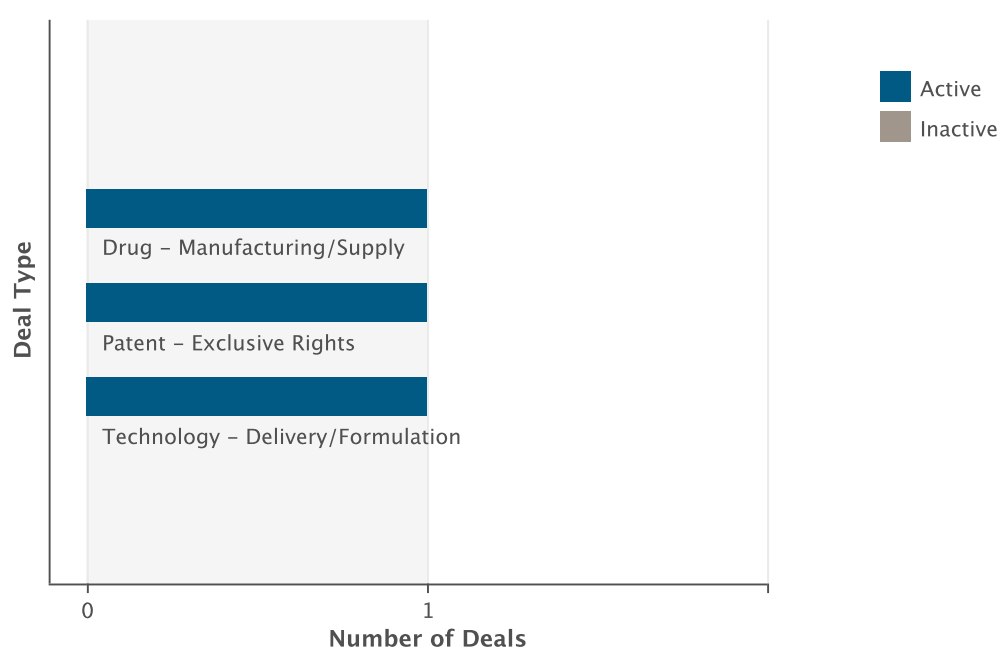 Active
Inactive
Deal Type
Drug – Manufacturing/Supply
Patent – Exclusive Rights
Technology – Delivery/Formulation
0 1
Number of Deals